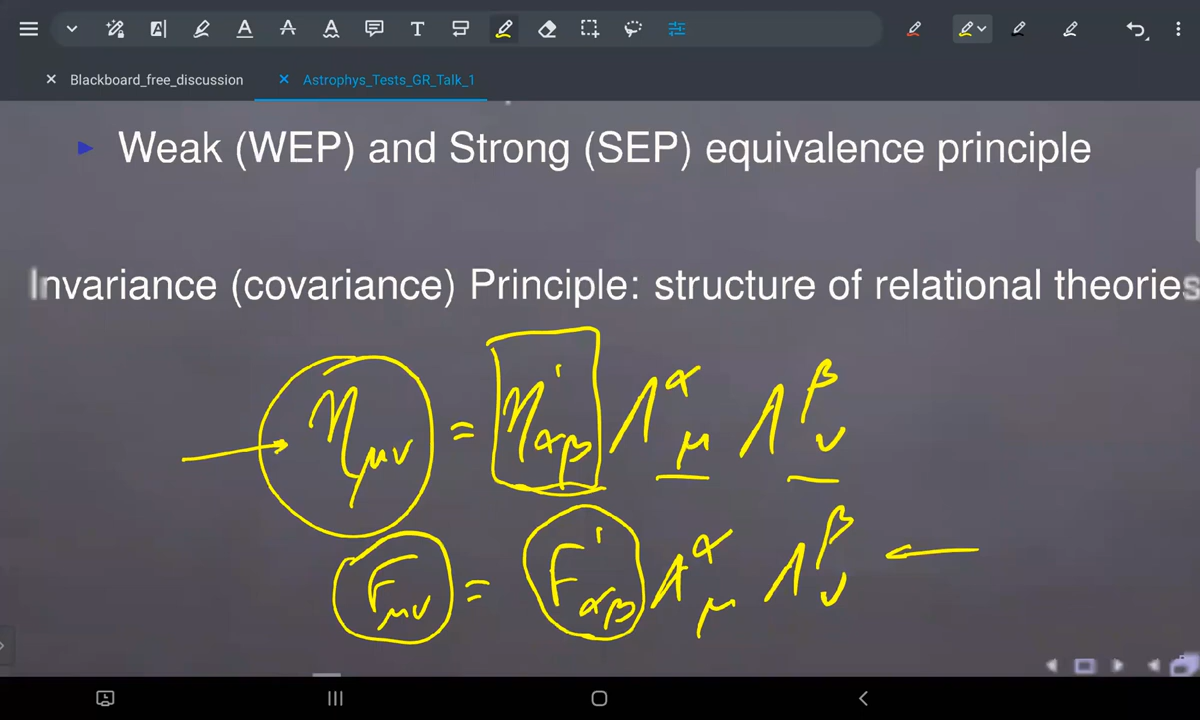 Blackboard_free_discussion
Astrophys_Tests_GR_Talk_1
Weak (WEP) and Strong (SEP) equivalence principle
Invariance (covariance) Principle: structure of relational theories
η_μν = η'_αβ Λ^α_μ Λ^β_ν
F_μν = F'_αβ Λ^α_μ Λ^β_ν